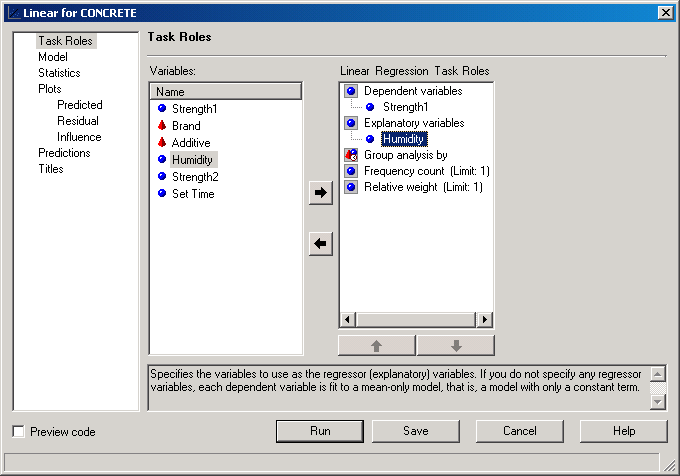 Linear for CONCRETE
Task Roles
Model
Statistics
Plots
Predicted
Residual
Influence
Predictions
Titles
Task Roles
Variables:
Name
Strength1
Brand
Additive
Humidity
Strength2
Set Time
Linear Regression Task Roles
Dependent variables
Strength1
Explanatory variables
Humidity
Group analysis by
Frequency count (Limit: 1)
Relative weight (Limit: 1)
Specifies the variables to use as the regressor (explanatory) variables. If you do not specify any regressor
variables, each dependent variable is fit to a mean-only model, that is, a model with only a constant term.
Preview code
Run
Save
Cancel
Help